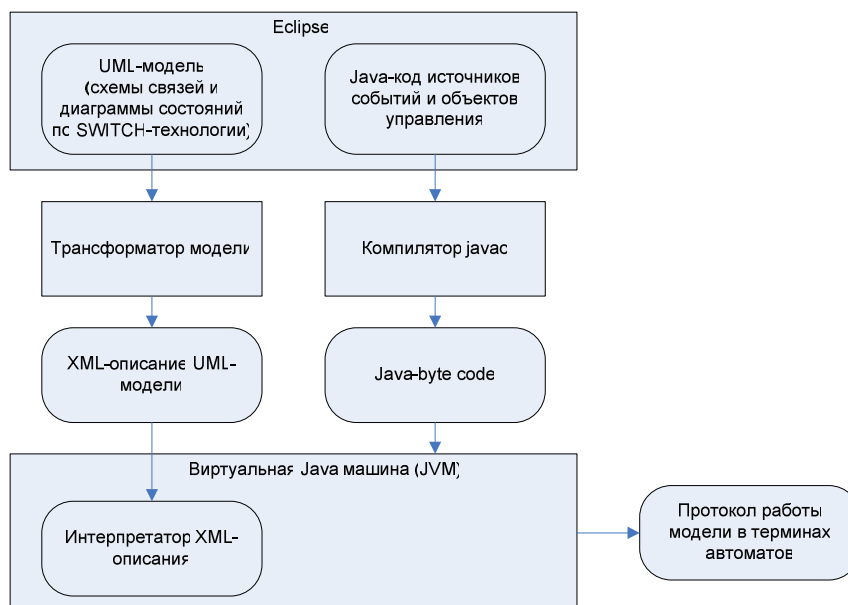 Eclipse
UML-модель
(схемы связей и
диаграммы состояний
по SWITCH-технологии)
Java-код источников
событий и объектов
управления
Трансформатор модели
Компилятор javac
XML-описание UML-
модели
Java-byte code
Виртуальная Java машина (JVM)
Интерпретатор XML-
описания
Протокол работы
модели в терминах
автоматов